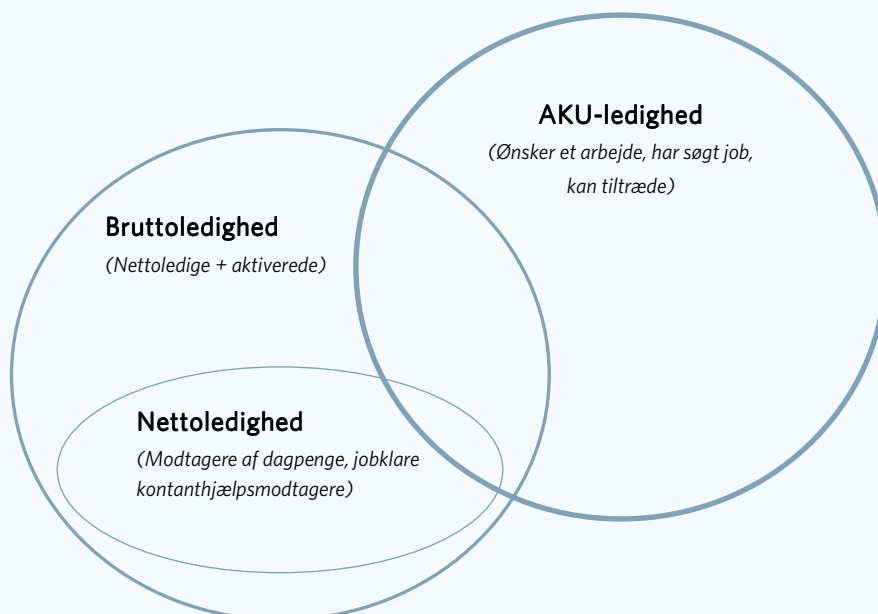 AKU-ledighed
(Ønsker et arbejde, har søgt job,
kan tiltræde)
Bruttoledighed
(Nettoledige + aktiverede)
Nettoledighed
(Modtagere af dagpenge, jobklare
kontanthjælpsmodtagere)